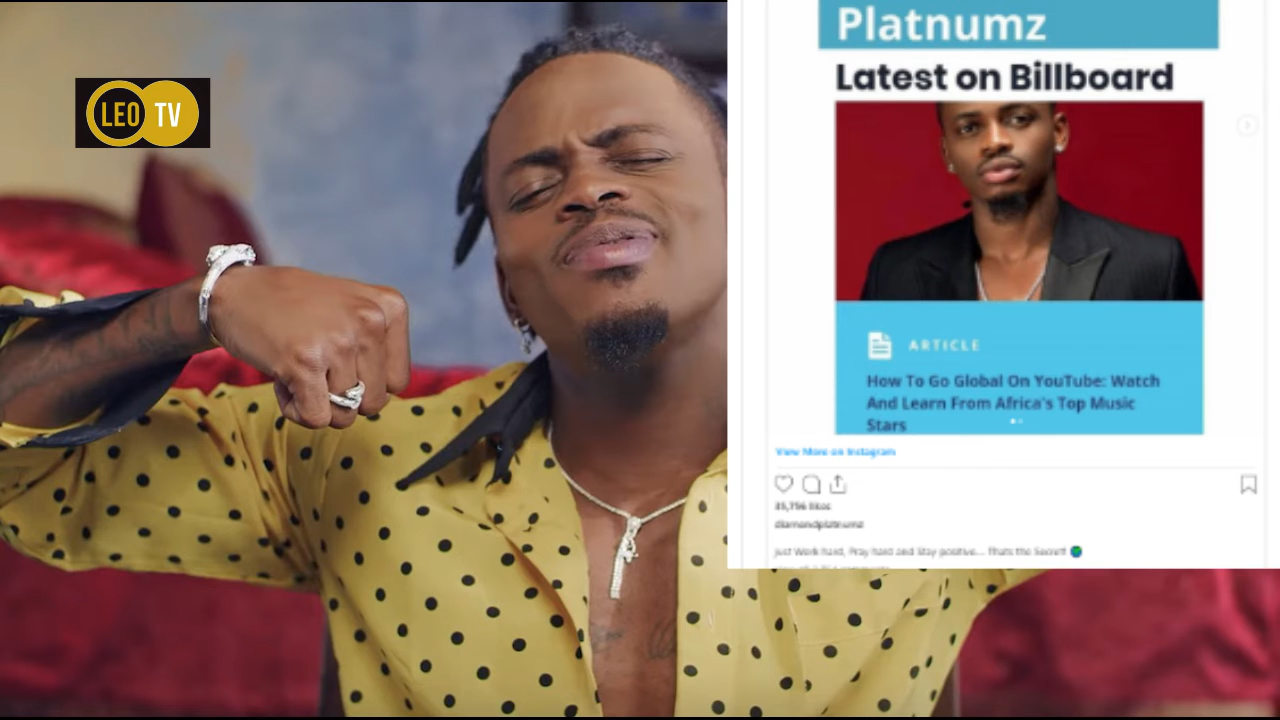 LEO TV
Platnumz
Latest on Billboard
ARTICLE
How To Go Global On YouTube: Watch
And Learn From Africa's Top Music
Stars
View More on Instagram
likes
diamondplatnumz
Just Work hard, Pray hard and Stay positive... Thats the Secret!